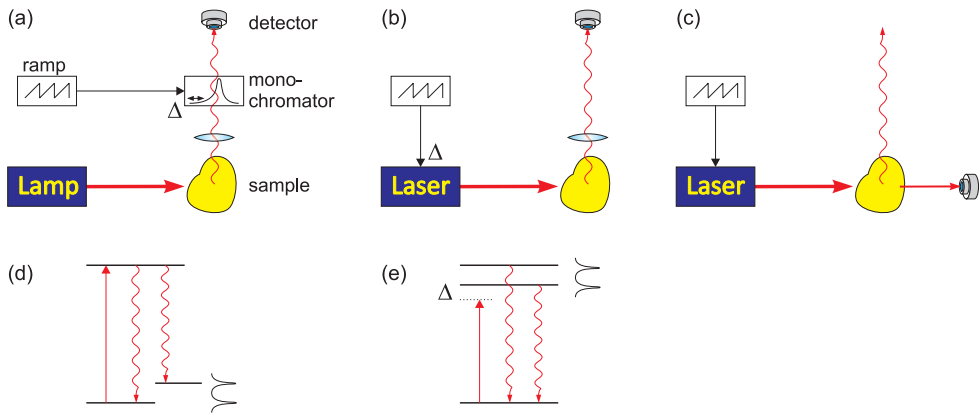 (a)
detector
ramp
mono-
chromator
Δ
Lamp
sample
(b)
Δ
Laser
(c)
Laser
(d)
(e)
Δ